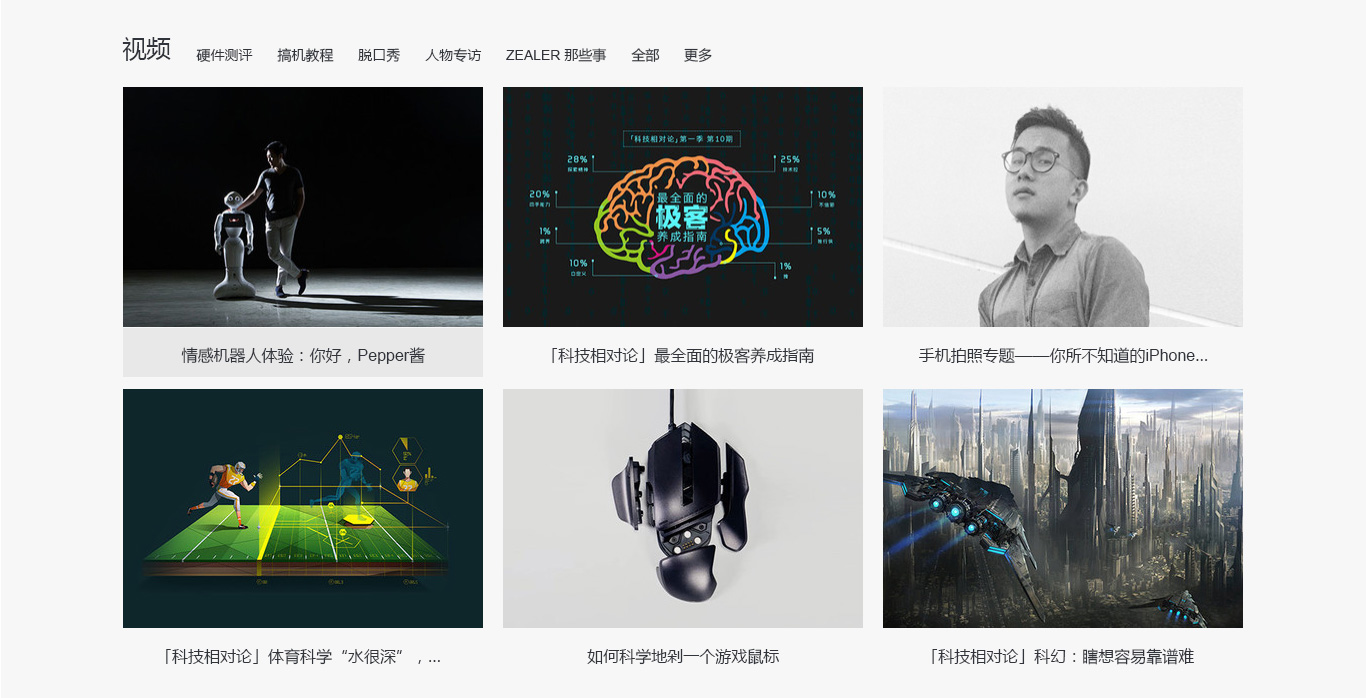 视频
硬件测评 搞机教程 脱口秀 人物专访 ZEALER 那些事 全部 更多
「科技相对论」第一季 第10期
28%
25%
20%
10%
最全面的
极客
养成指南
1%
5%
10%
1%
情感机器人体验：你好，Pepper酱
「科技相对论」最全面的极客养成指南
手机拍照专题——你所不知道的iPhone...
「科技相对论」体育科学“水很深”，...
如何科学地剁一个游戏鼠标
「科技相对论」科幻：瞎想容易靠谱难